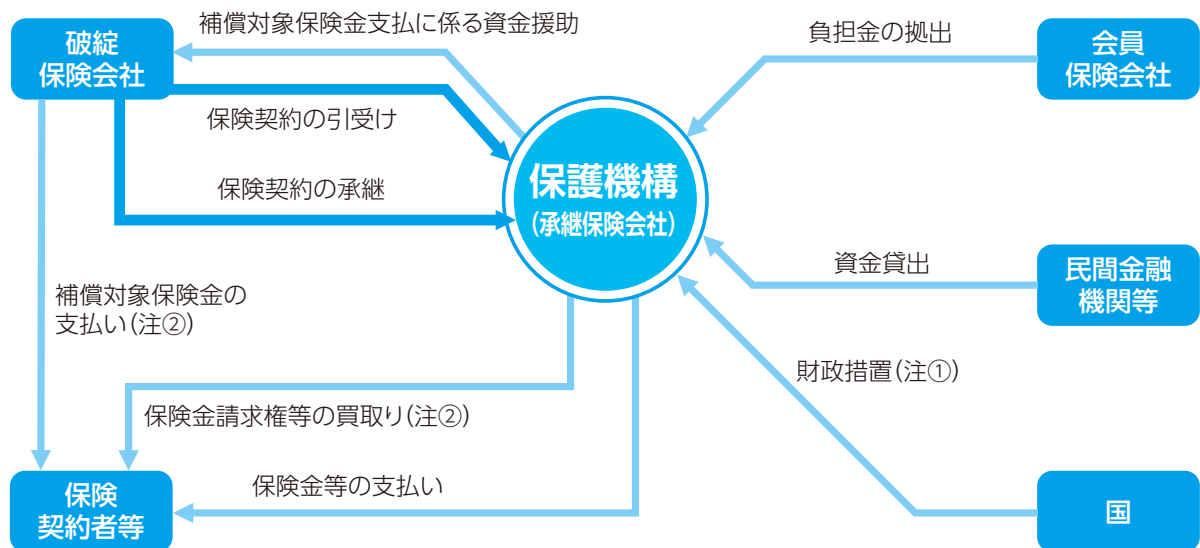 補償対象保険金支払に係る資金援助
破綻
保険会社
負担金の拠出
会員
保険会社
保険契約の引受け
保険契約の承継
保護機構
(承継保険会社)
資金貸出
民間金融
機関等
補償対象保険金の
支払い(注②)
財政措置(注①)
保険金請求権等の買取り(注②)
保険金等の支払い
保険
契約者等
国